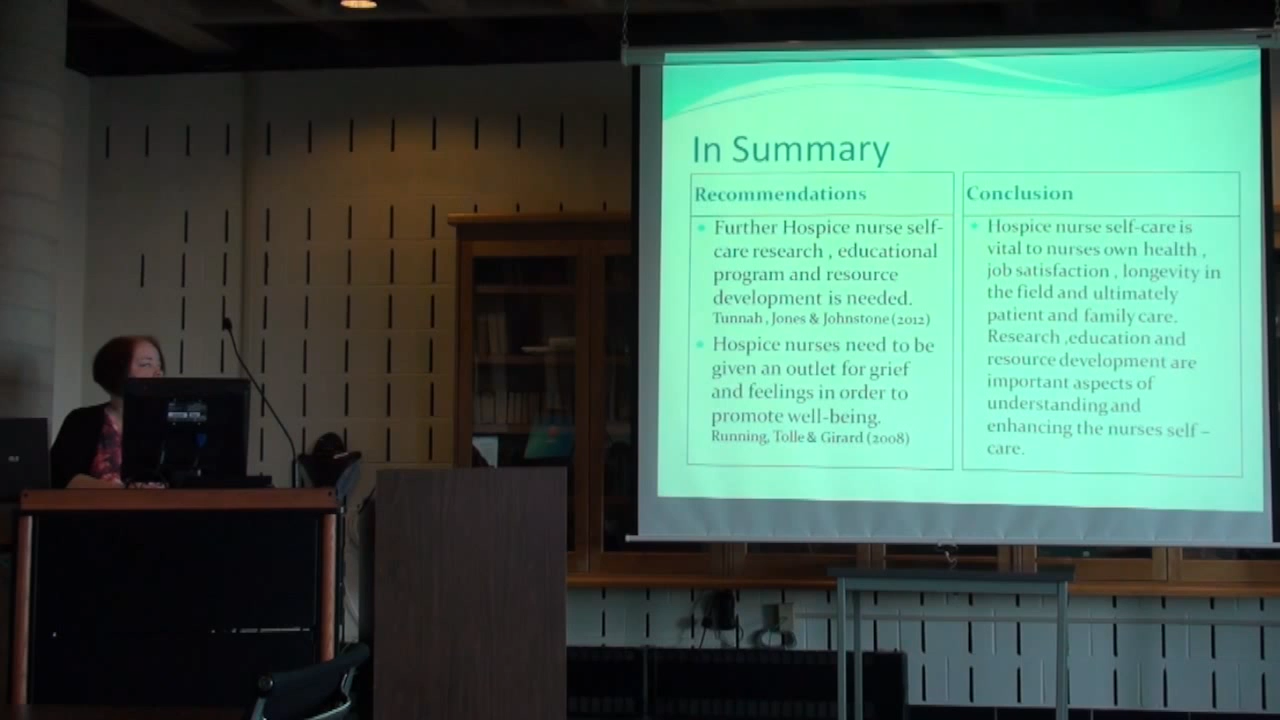 In Summary
Recommendations
Further Hospice nurse self-
care research , educational
program and resource
development is needed.
Tunnah , Jones & Johnstone (2012)
Hospice nurses need to be
given an outlet for grief
and feelings in order to
promote well-being.
Running, Tolle & Girard (2008)
Conclusion
Hospice nurse self-care is
vital to nurses own health ,
job satisfaction , longevity in
the field and ultimately
patient and family care.
Research ,education and
resource development are
important aspects of
understanding and
enhancing the nurses self –
care.